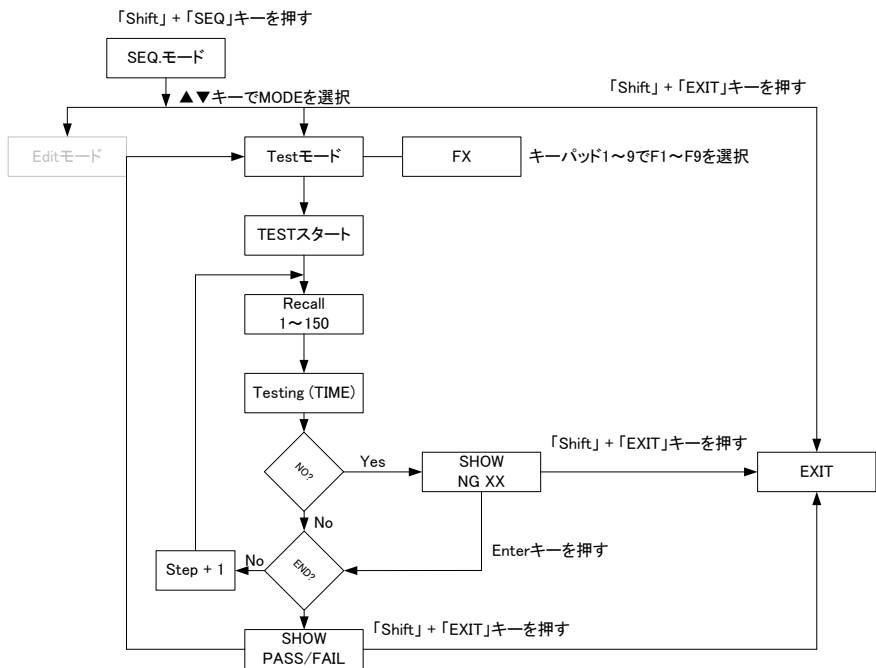 「Shift」 + 「SEQ」キーを押す
SEQ.モード
▲▼キーでMODEを選択
「Shift」 + 「EXIT」キーを押す
Editモード
Testモード
FX
キーパッド1～9でF1～F9を選択
TESTスタート
Recall
1～150
Testing (TIME)
NO?
Yes
SHOW
NG XX
「Shift」 + 「EXIT」キーを押す
EXIT
No
Enterキーを押す
Step + 1
No
END?
SHOW
PASS/FAIL
「Shift」 + 「EXIT」キーを押す